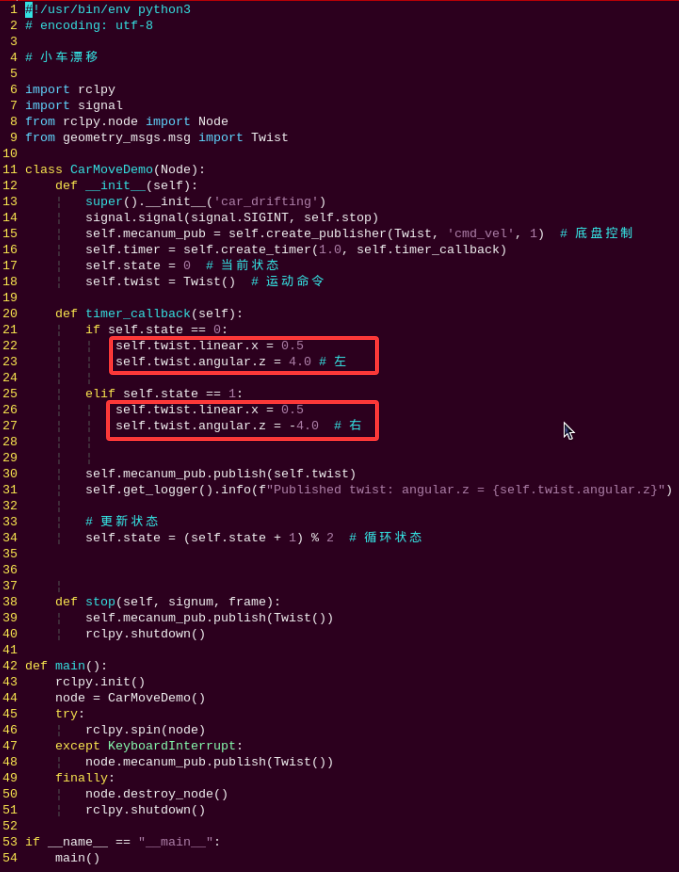 1 #!/usr/bin/env python3
2 # encoding: utf-8
3
4 # 小车漂移
5
6 import rclpy
7 import signal
8 from rclpy.node import Node
9 from geometry_msgs.msg import Twist
10
11 class CarMoveDemo(Node):
12     def __init__(self):
13         super().__init__('car_drifting')
14         signal.signal(signal.SIGINT, self.stop)
15         self.mecanum_pub = self.create_publisher(Twist, 'cmd_vel', 1)  # 底盘控制
16         self.timer = self.create_timer(1.0, self.timer_callback)
17         self.state = 0  # 当前状态
18         self.twist = Twist()  # 运动命令
19
20     def timer_callback(self):
21         if self.state == 0:
22             self.twist.linear.x = 0.5
23             self.twist.angular.z = 4.0 # 左
24
25         elif self.state == 1:
26             self.twist.linear.x = 0.5
27             self.twist.angular.z = -4.0  # 右
28
29
30         self.mecanum_pub.publish(self.twist)
31         self.get_logger().info(f"Published twist: angular.z = {self.twist.angular.z}")
32
33         # 更新状态
34         self.state = (self.state + 1) % 2  # 循环状态
35
36
37
38     def stop(self, signum, frame):
39         self.mecanum_pub.publish(Twist())
40         rclpy.shutdown()
41
42 def main():
43     rclpy.init()
44     node = CarMoveDemo()
45     try:
46         rclpy.spin(node)
47     except KeyboardInterrupt:
48         node.mecanum_pub.publish(Twist())
49     finally:
50         node.destroy_node()
51         rclpy.shutdown()
52
53 if __name__ == "__main__":
54     main()